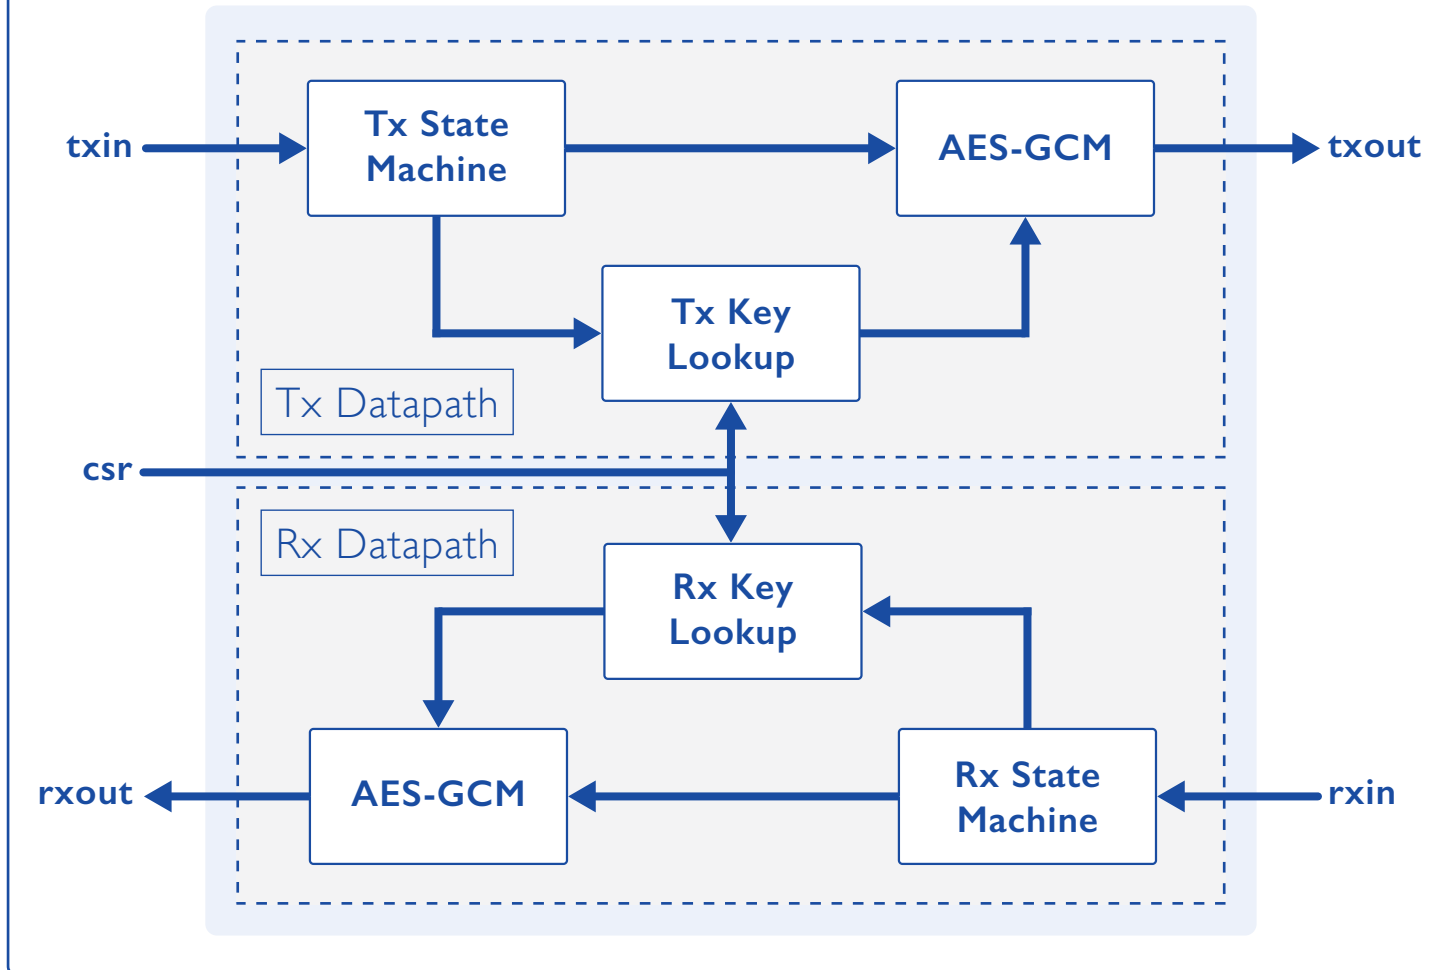 txin
Tx State
Machine
AES-GCM
txout
Tx Key
Lookup
Tx Datapath
csr
Rx Datapath
Rx Key
Lookup
rxout
AES-GCM
Rx State
Machine
rxin